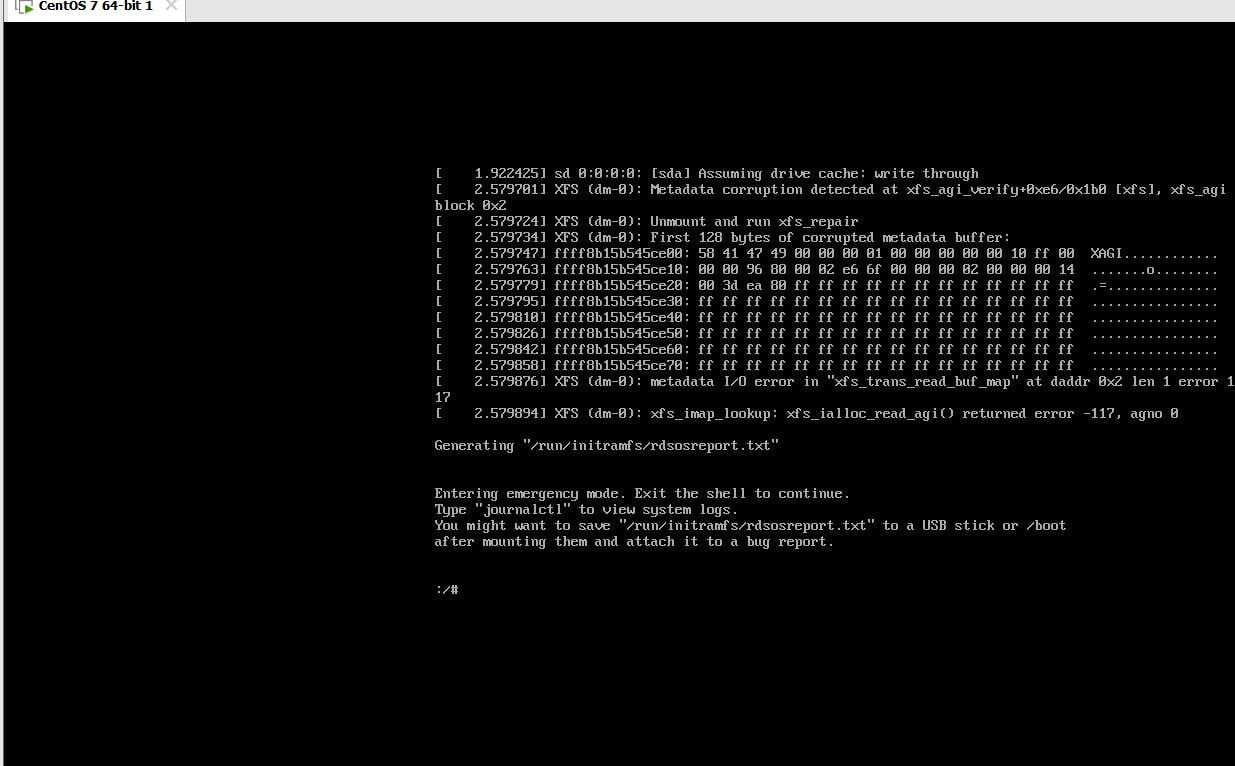 CentOS 7 64-bit 1
[    1.922425] sd 0:0:0:0: [sda] Assuming drive cache: write through
[    2.579701] XFS (dm-0): Metadata corruption detected at xfs_agi_verify+0xe6/0x1b0 [xfs], xfs_agi
block 0x2
[    2.579724] XFS (dm-0): Unmount and run xfs_repair
[    2.579734] XFS (dm-0): First 128 bytes of corrupted metadata buffer:
[    2.579747] ffff8b15b545ce00: 58 41 47 49 00 00 00 01 00 00 00 00 00 10 ff 00  XAGI............
[    2.579763] ffff8b15b545ce10: 00 00 96 80 00 02 e6 6f 00 00 00 02 00 00 00 14  .......o........
[    2.579779] ffff8b15b545ce20: 00 3d ea 80 ff ff ff ff ff ff ff ff ff ff ff ff  .=..............
[    2.579795] ffff8b15b545ce30: ff ff ff ff ff ff ff ff ff ff ff ff ff ff ff ff  ................
[    2.579810] ffff8b15b545ce40: ff ff ff ff ff ff ff ff ff ff ff ff ff ff ff ff  ................
[    2.579826] ffff8b15b545ce50: ff ff ff ff ff ff ff ff ff ff ff ff ff ff ff ff  ................
[    2.579842] ffff8b15b545ce60: ff ff ff ff ff ff ff ff ff ff ff ff ff ff ff ff  ................
[    2.579858] ffff8b15b545ce70: ff ff ff ff ff ff ff ff ff ff ff ff ff ff ff ff  ................
[    2.579876] XFS (dm-0): metadata I/O error in "xfs_trans_read_buf_map" at daddr 0x2 len 1 error 1
17
[    2.579894] XFS (dm-0): xfs_imap_lookup: xfs_ialloc_read_agi() returned error -117, agno 0
Generating "/run/initramfs/rdsosreport.txt"
Entering emergency mode. Exit the shell to continue.
Type "journalctl" to view system logs.
You might want to save "/run/initramfs/rdsosreport.txt" to a USB stick or /boot
after mounting them and attach it to a bug report.
:/#